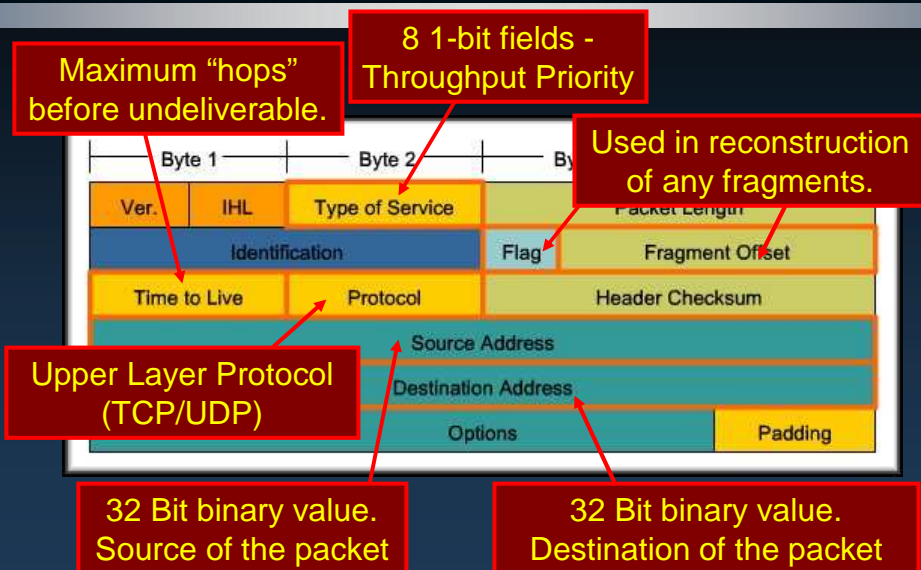 8 1-bit fields -
Throughput Priority
Maximum “hops”
before undeliverable.
Used in reconstruction
of any fragments.
Byte 1
Byte 2
Ver.
IHL
Type of Service
Packet Length
Identification
Flag
Fragment Offset
Time to Live
Protocol
Header Checksum
Source Address
Upper Layer Protocol
(TCP/UDP)
Destination Address
Options
Padding
32 Bit binary value.
Source of the packet
32 Bit binary value.
Destination of the packet